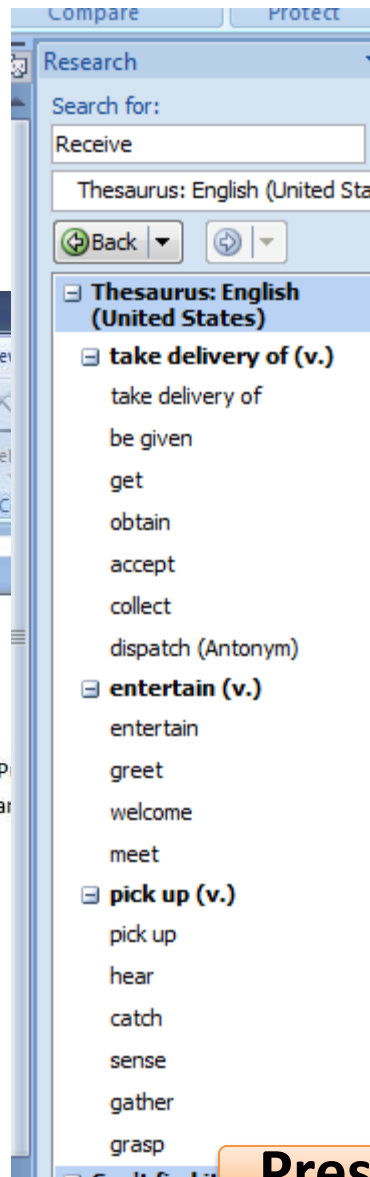 Compare Protect
Research
Search for:
Receive
Thesaurus: English (United Sta
Back
Thesaurus: English
(United States)
take delivery of (v.)
take delivery of
be given
get
obtain
accept
collect
dispatch (Antonym)
entertain (v.)
entertain
greet
welcome
meet
pick up (v.)
pick up
hear
catch
sense
gather
grasp
Pres